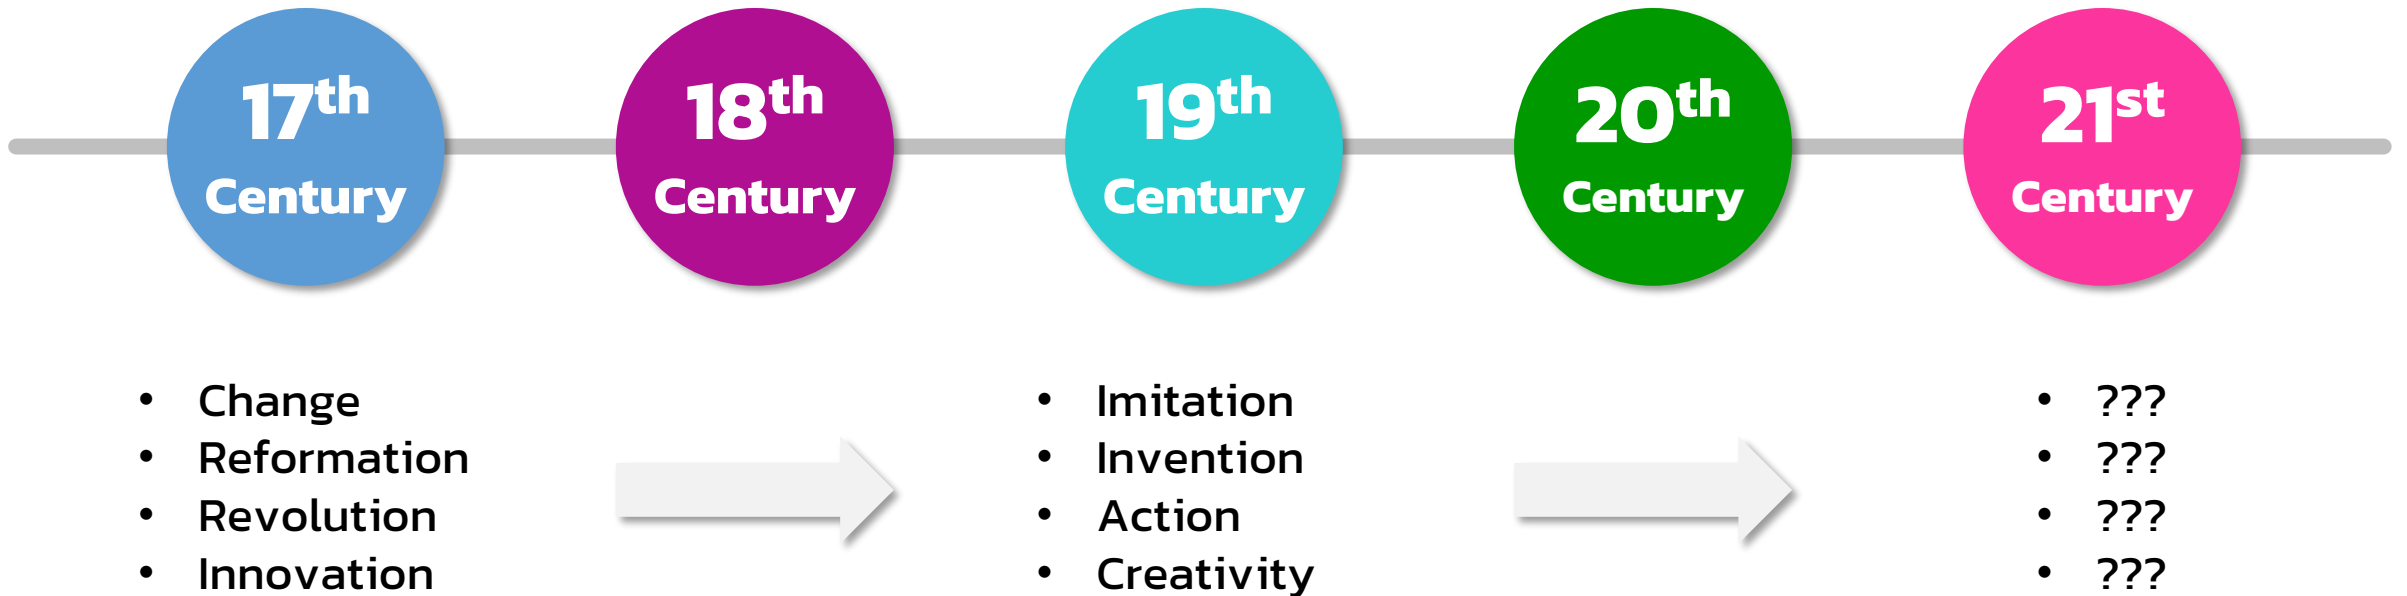 17th
Century
18th
Century
19th
Century
20th
Century
21st
Century
• Change
• Reformation
• Revolution
• Innovation
• Imitation
• Invention
• Action
• Creativity
• ???
• ???
• ???
• ???